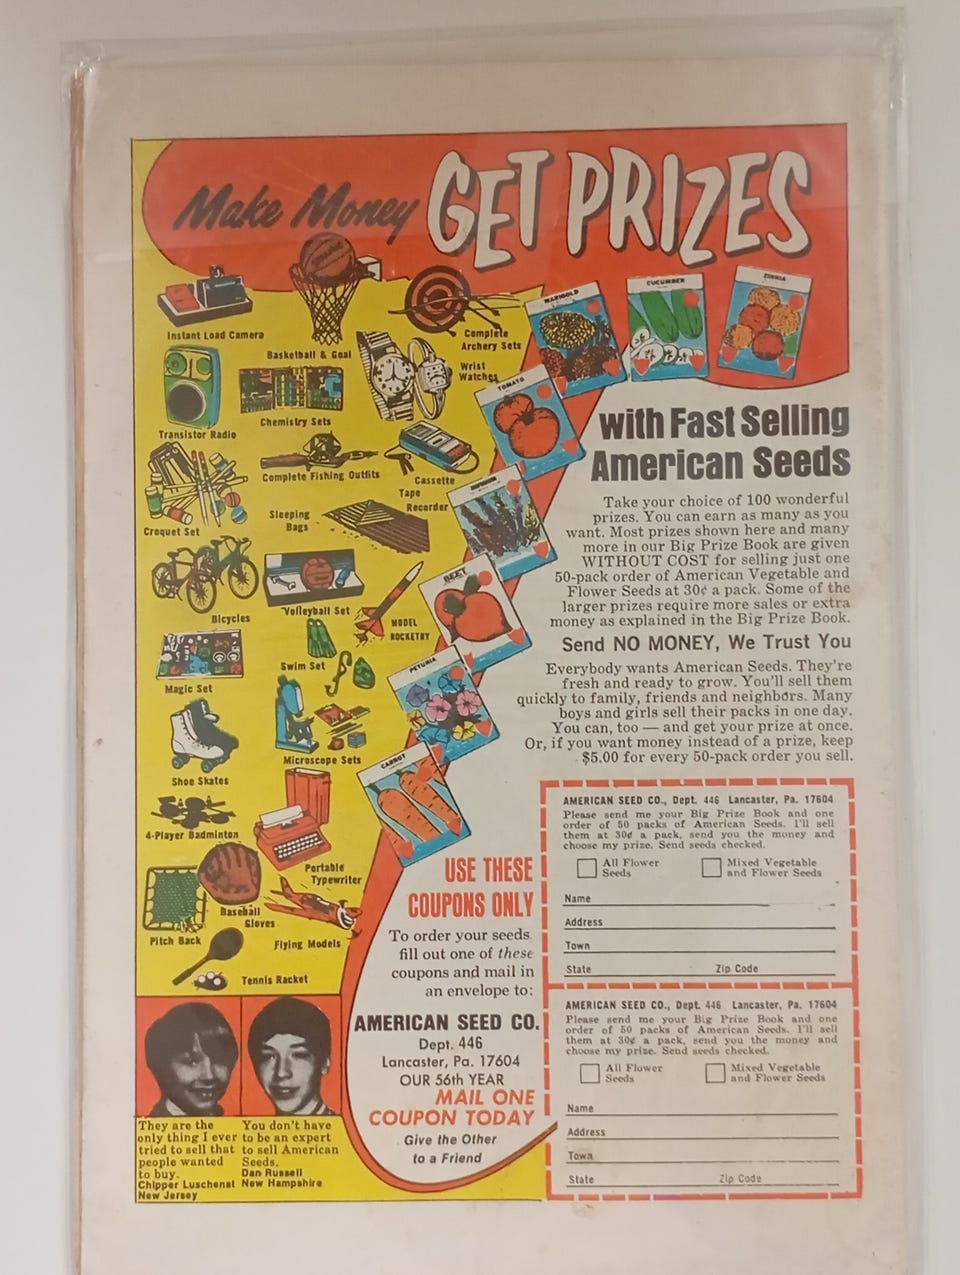 Make Money GET PRIZES
Instant Load Camera
Basketball & Goal
Complete
Archery Sets
Wrist
Watches
Transistor Radio
Chemistry Sets
Complete Fishing Outfits
Cassette
Tape
Recorder
Croquet Set
Sleeping
Bags
Bicycles
Volleyball Set
MODEL
ROCKETRY
Swim Set
Magic Set
Microscope Sets
Shoe Skates
4-Player Badminton
Portable
Typewriter
Baseball
Gloves
Pitch Back
Flying Models
Tennis Racket
MARIGOLD
CUCUMBER
ZINNIA
TOMATO
BEET
PETUNIA
CARROT
with Fast Selling
American Seeds
Take your choice of 100 wonderful
prizes. You can earn as many as you
want. Most prizes shown here and many
more in our Big Prize Book are given
WITHOUT COST for selling just one
50-pack order of American Vegetable and
Flower Seeds at 30¢ a pack. Some of the
larger prizes require more sales or extra
money as explained in the Big Prize Book.
Send NO MONEY, We Trust You
Everybody wants American Seeds. They're
fresh and ready to grow. You'll sell them
quickly to family, friends and neighbors. Many
boys and girls sell their packs in one day.
You can, too — and get your prize at once.
Or, if you want money instead of a prize, keep
$5.00 for every 50-pack order you sell.
USE THESE
COUPONS ONLY
To order your seeds
fill out one of these
coupons and mail in
an envelope to:
AMERICAN SEED CO.
Dept. 446
Lancaster, Pa. 17604
OUR 56th YEAR
MAIL ONE
COUPON TODAY
Give the Other
to a Friend
AMERICAN SEED CO., Dept. 446 Lancaster, Pa. 17604
Please send me your Big Prize Book and one
order of 50 packs of American Seeds. I'll sell
them at 30¢ a pack, send you the money and
choose my prize. Send seeds checked.
All Flower
Seeds
Mixed Vegetable
and Flower Seeds
Name
Address
Town
State Zip Code
AMERICAN SEED CO., Dept. 446 Lancaster, Pa. 17604
Please send me your Big Prize Book and one
order of 50 packs of American Seeds. I'll sell
them at 30¢ a pack, send you the money and
choose my prize. Send seeds checked.
All Flower
Seeds
Mixed Vegetable
and Flower Seeds
Name
Address
Town
State Zip Code
They are the
only thing I ever
tried to sell that
people wanted
to buy.
Chipper Luschenat
New Jersey
You don't have
to be an expert
to sell American
Seeds.
Dan Russell
New Hampshire